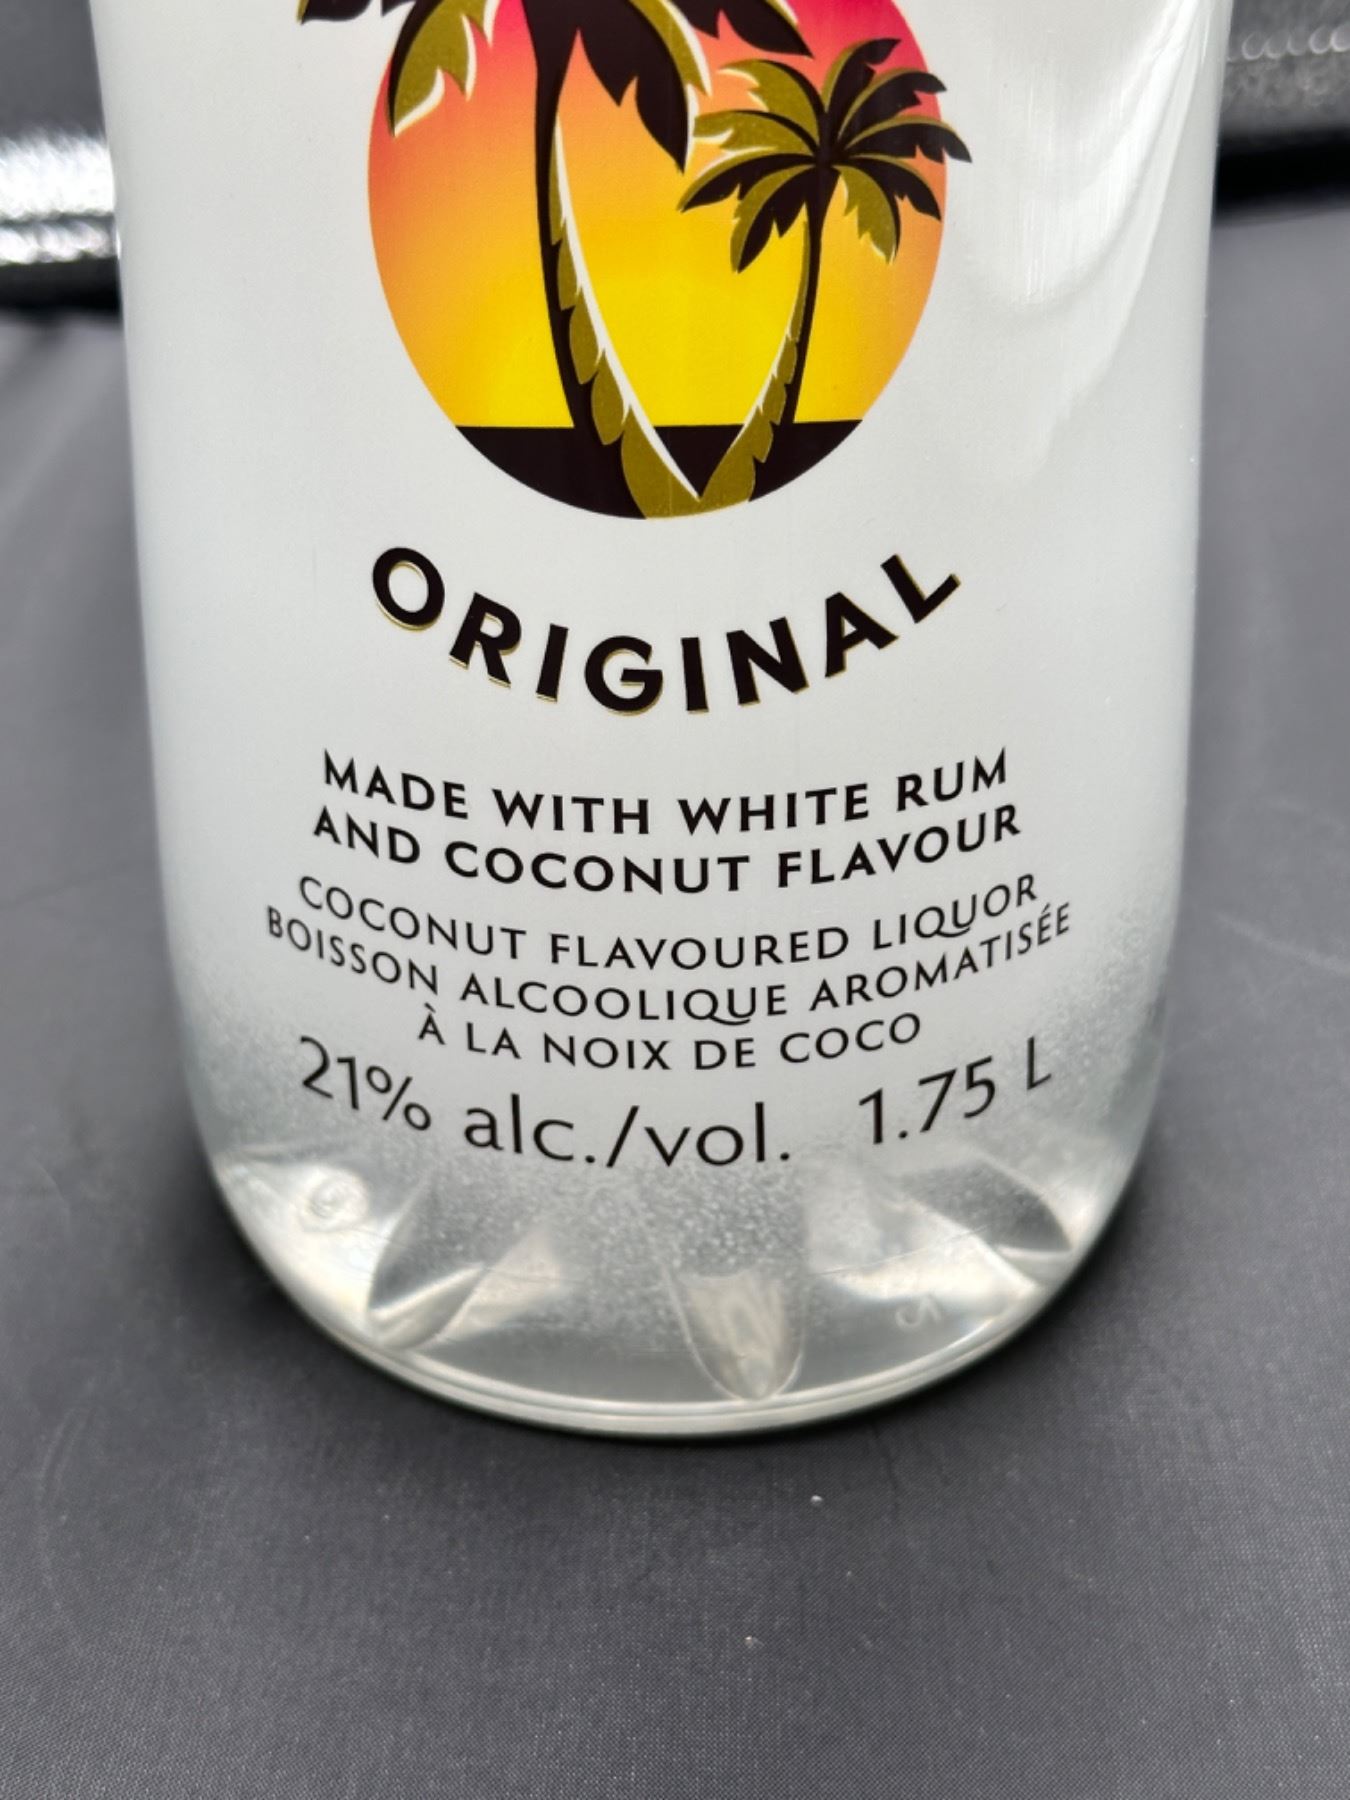 ORIGINAL
MADE WITH WHITE RUM
AND COCONUT FLAVOUR
COCONUT FLAVOURED LIQUOR
BOISSON ALCOOLIQUE AROMATISÉE
À LA NOIX DE COCO
21% alc./vol. 1.75 L